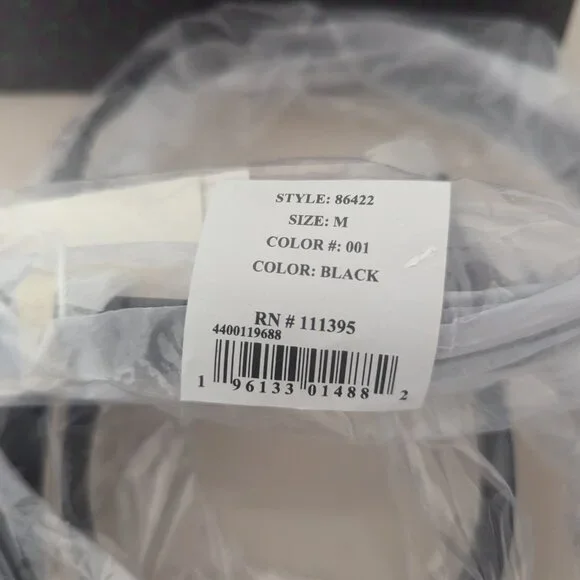 STYLE: 86422
SIZE: M
COLOR #: 001
COLOR: BLACK
RN # 111395
4400119688
1 96133 01488 2